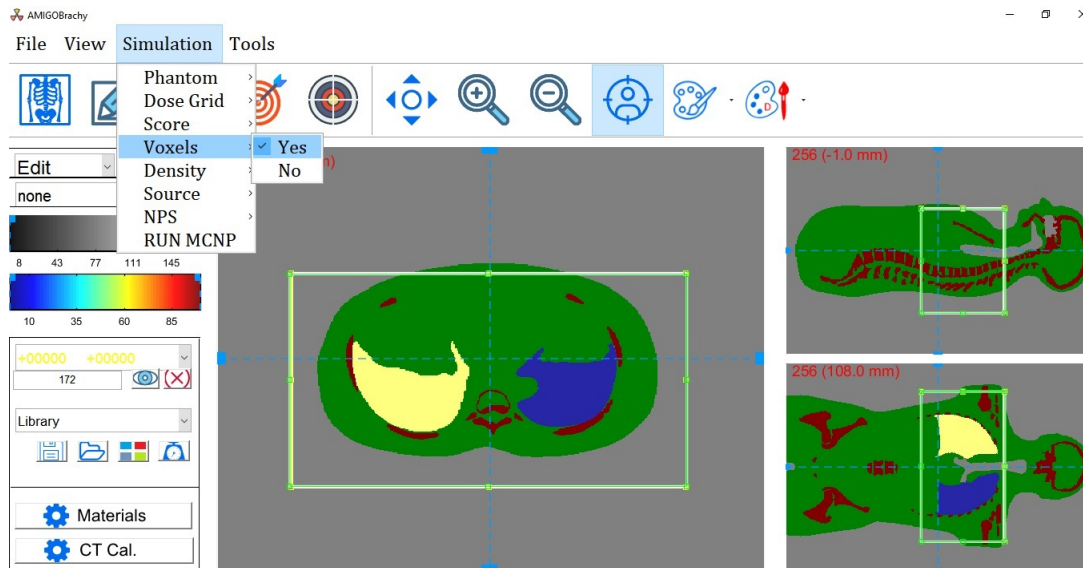 AMIGOBrachy
File View Simulation Tools
Phantom
Dose Grid
Score
Voxels
Yes
Density
No
Source
NPS
RUN MCNP
D
Edit
none
8 43 77 111 145
10 35 60 85
+00000 +00000
172
Library
Materials
CT Cal.
256 (-1.0 mm)
256 (108.0 mm)